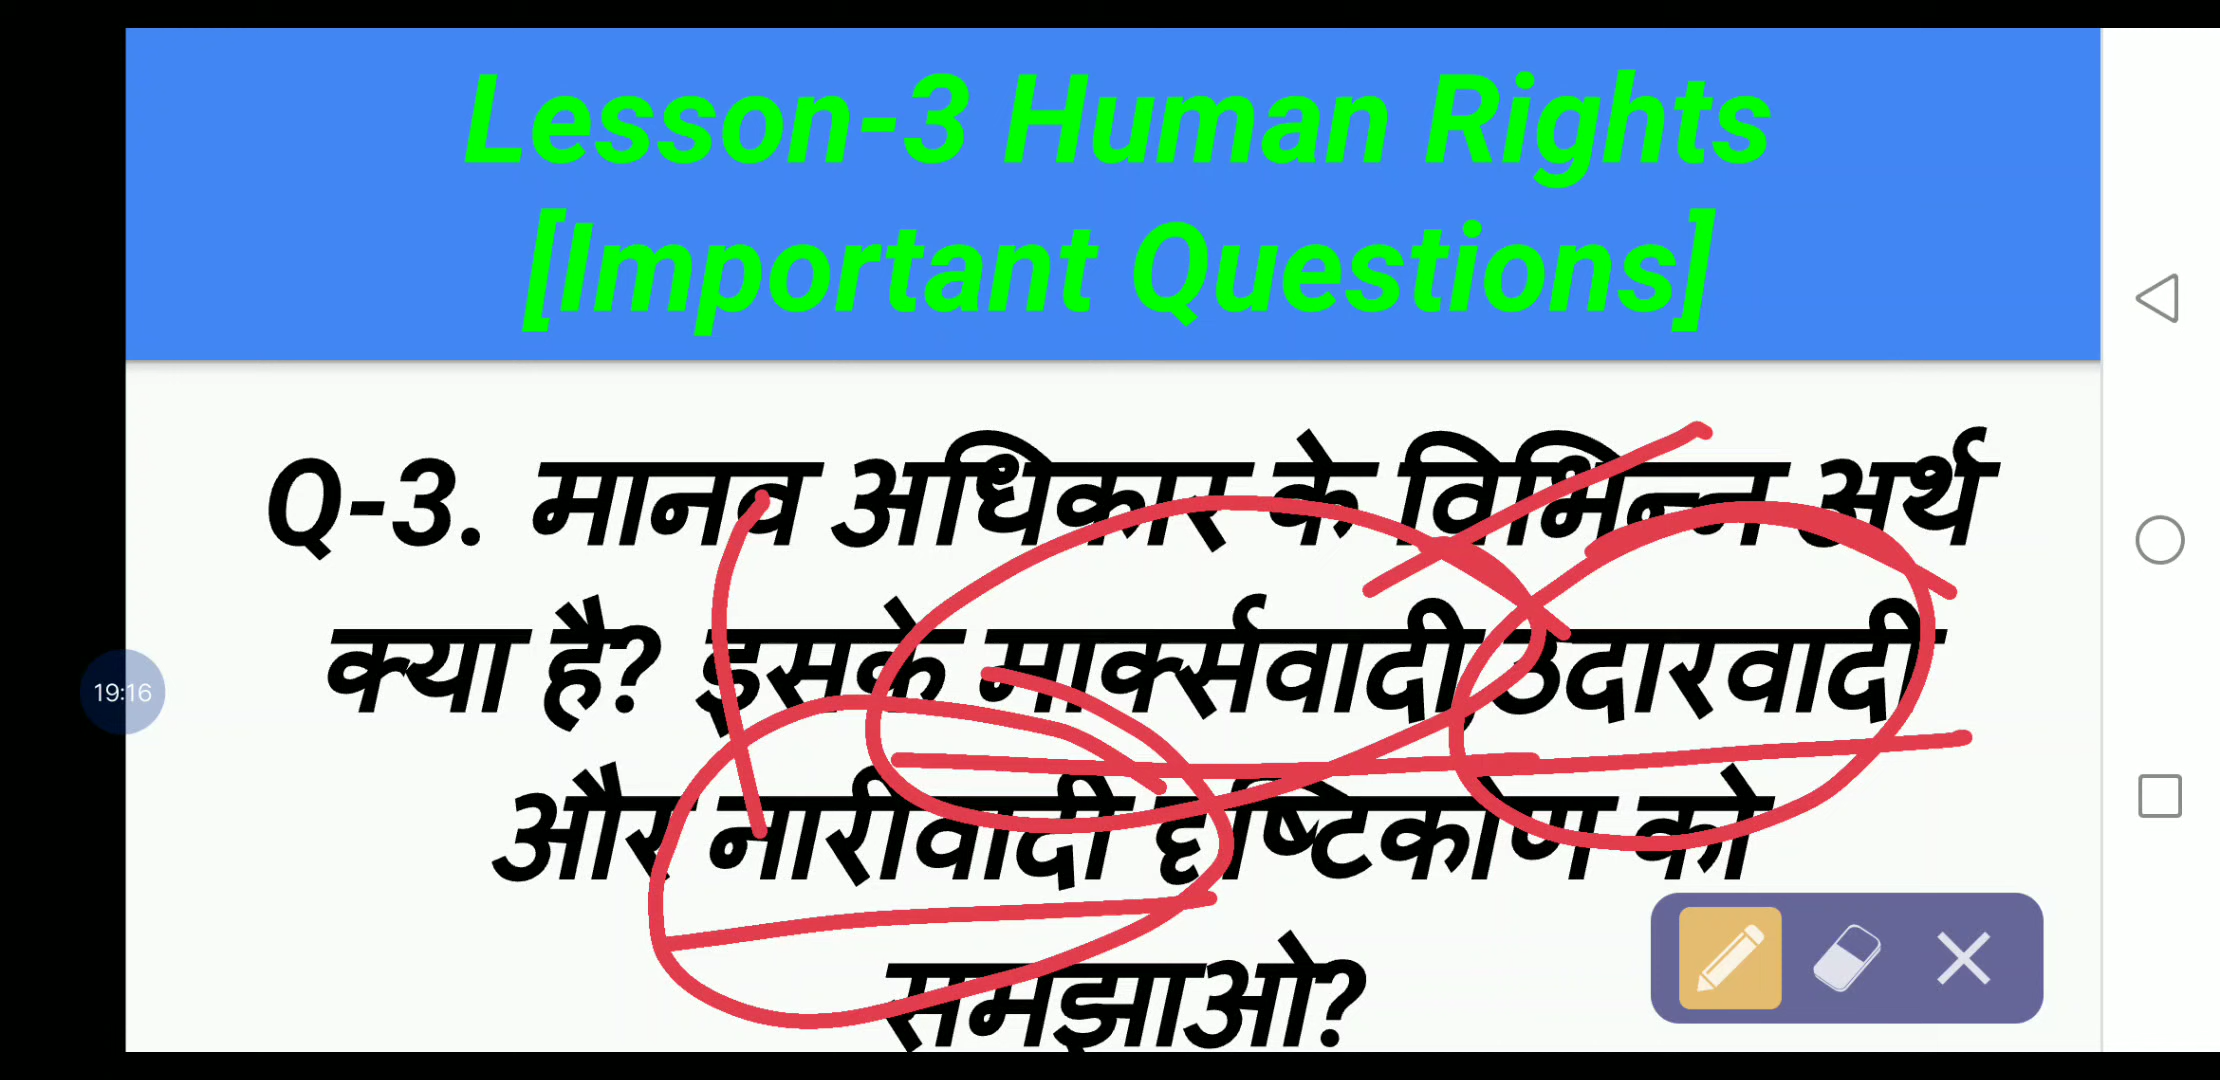 Lesson-3 Human Rights
[Important Questions]
Q-3. मानव अधिकार के विभिन्न अर्थ
क्या है? इसके मार्क्सवादी,उदारवादी
और नारीवादी दृष्टिकोण को
समझाओ?
19:16